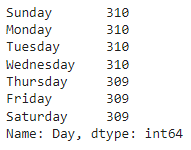 Sunday 310
Monday 310
Tuesday 310
Wednesday 310
Thursday 309
Friday 309
Saturday 309
Name: Day, dtype: int64